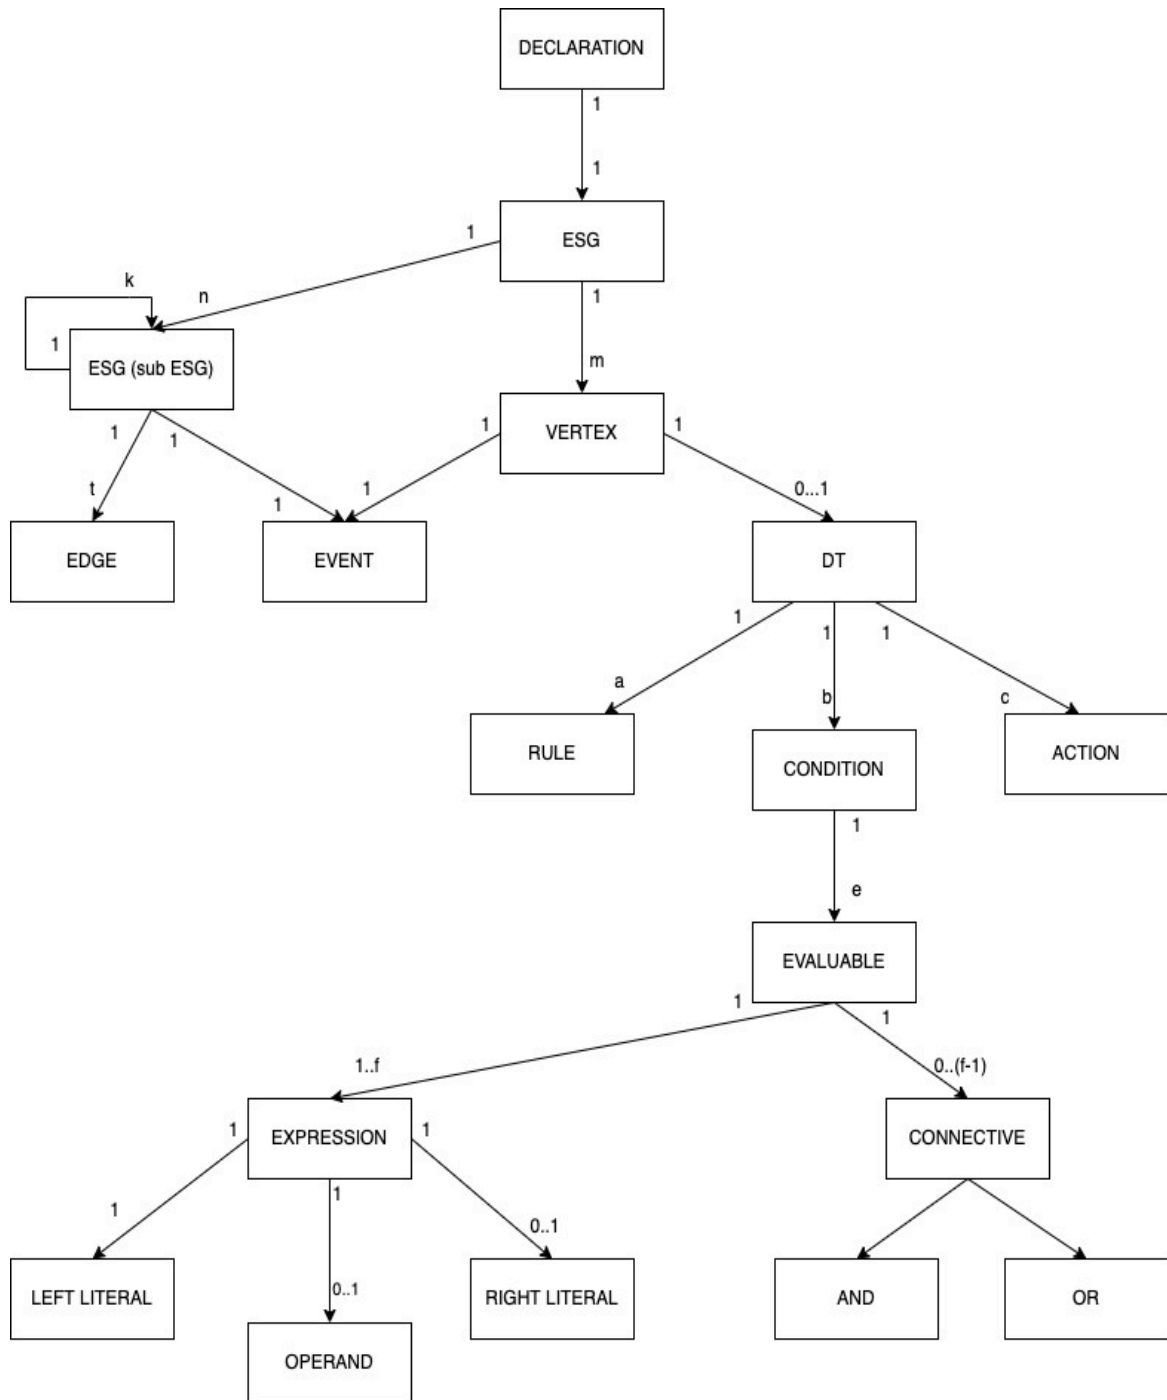 DECLARATION
1
1
ESG
1
1
k
n
1
ESG (sub ESG)
m
VERTEX
1
1
1
1
t
1
1
0...1
EDGE
EVENT
DT
1
1
1
a
b
c
RULE
CONDITION
ACTION
1
e
EVALUABLE
1
1
1..f
0..(f-1)
EXPRESSION
CONNECTIVE
1
1
1
1
0..1
0..1
LEFT LITERAL
RIGHT LITERAL
AND
OR
OPERAND